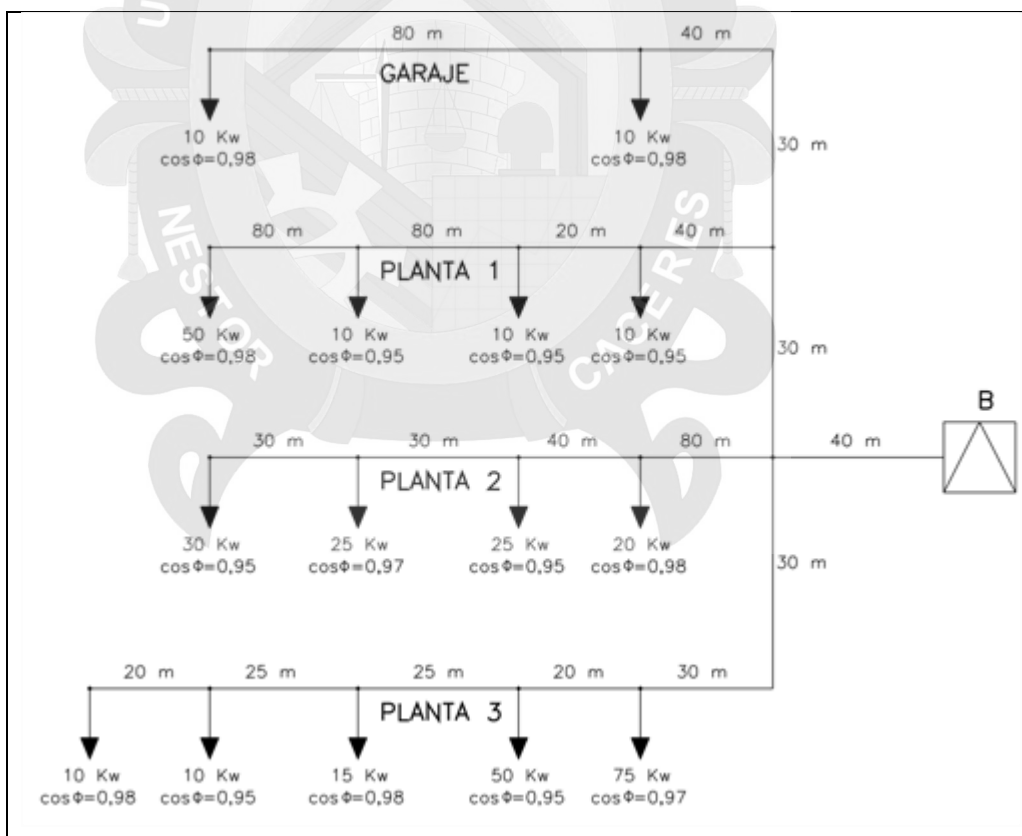 80 m 40 m
GARAJE
10 Kw 10 Kw
cosΦ=0,98 cosΦ=0,98
30 m
80 m 80 m 20 m 40 m
PLANTA 1
50 Kw 10 Kw 10 Kw 10 Kw
cosΦ=0,98 cosΦ=0,95 cosΦ=0,95 cosΦ=0,95
30 m
NESTOR CACERES
B
30 m 30 m 40 m 80 m 40 m
PLANTA 2
30 Kw 25 Kw 25 Kw 20 Kw
cosΦ=0,95 cosΦ=0,97 cosΦ=0,95 cosΦ=0,98
30 m
20 m 25 m 25 m 20 m 30 m
PLANTA 3
10 Kw 10 Kw 15 Kw 50 Kw 75 Kw
cosΦ=0,98 cosΦ=0,95 cosΦ=0,98 cosΦ=0,95 cosΦ=0,97